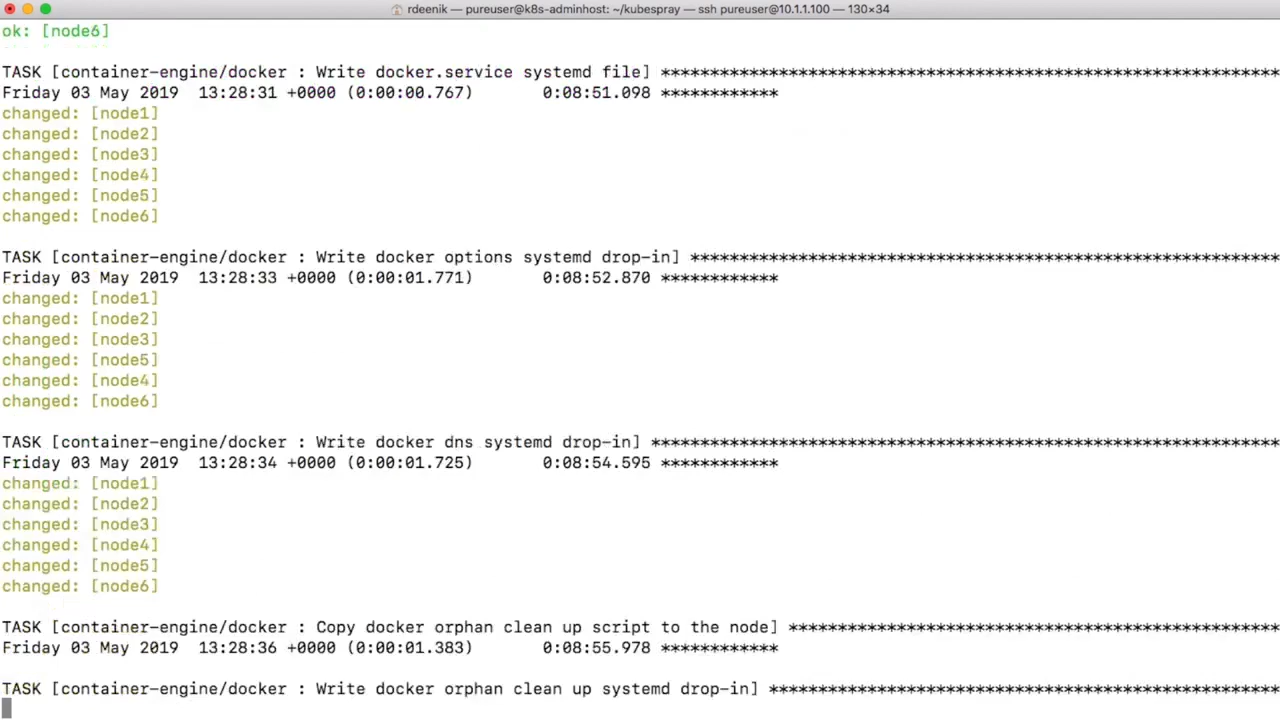 rdeenik — pureuser@k8s-adminhost: ~/kubespray — ssh pureuser@10.1.1.100 — 130×34
ok: [node6]
TASK [container-engine/docker : Write docker.service systemd file] ***************************************************************
Friday 03 May 2019  13:28:31 +0000 (0:00:00.767)       0:08:51.098 ************
changed: [node1]
changed: [node2]
changed: [node3]
changed: [node4]
changed: [node5]
changed: [node6]
TASK [container-engine/docker : Write docker options systemd drop-in] ************************************************************
Friday 03 May 2019  13:28:33 +0000 (0:00:01.771)       0:08:52.870 ************
changed: [node1]
changed: [node2]
changed: [node3]
changed: [node5]
changed: [node4]
changed: [node6]
TASK [container-engine/docker : Write docker dns systemd drop-in] ****************************************************************
Friday 03 May 2019  13:28:34 +0000 (0:00:01.725)       0:08:54.595 ************
changed: [node1]
changed: [node2]
changed: [node3]
changed: [node4]
changed: [node5]
changed: [node6]
TASK [container-engine/docker : Copy docker orphan clean up script to the node] **************************************************
Friday 03 May 2019  13:28:36 +0000 (0:00:01.383)       0:08:55.978 ************
TASK [container-engine/docker : Write docker orphan clean up systemd drop-in] ****************************************************